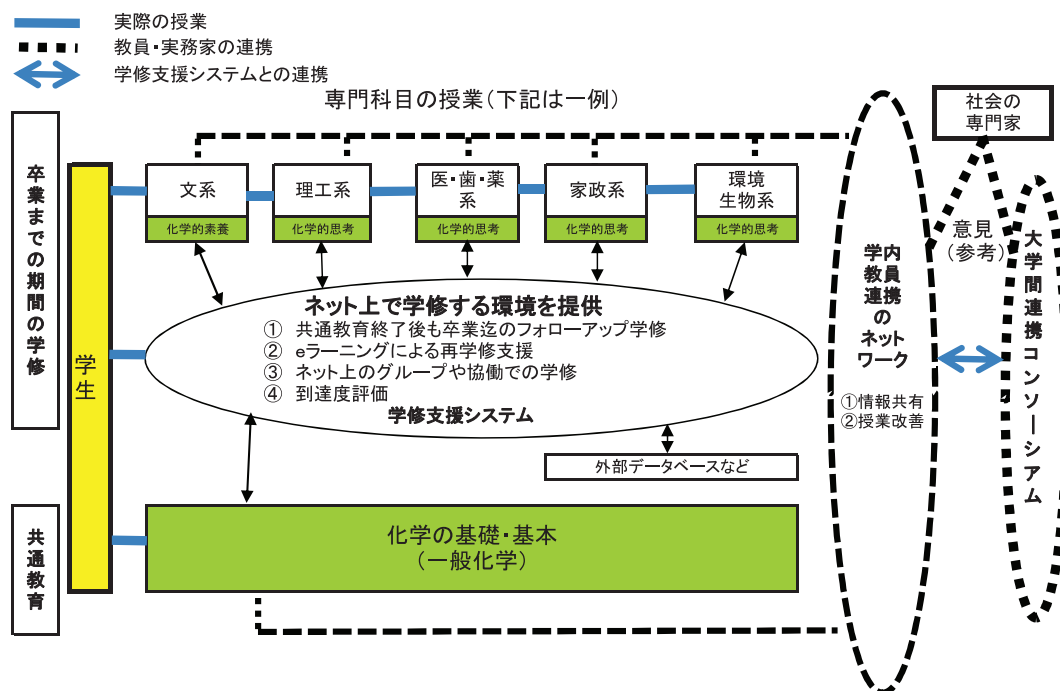 実際の授業
教員・実務家の連携
学修支援システムとの連携
専門科目の授業(下記は一例)
社会の
専門家
卒業までの期間の学修
学生
文系
化学的素養
理工系
化学的思考
医・歯・薬
系
化学的思考
家政系
化学的思考
環境
生物系
化学的思考
意見
(参考)
学内
教員
連携
の
ネット
ワーク
①情報共有
②授業改善
大学間連携コンソーシアム
ネット上で学修する環境を提供
① 共通教育終了後も卒業迄のフォローアップ学修
② eラーニングによる再学修支援
③ ネット上のグループや協働での学修
④ 到達度評価
学修支援システム
外部データベースなど
共通教育
化学の基礎・基本
(一般化学)